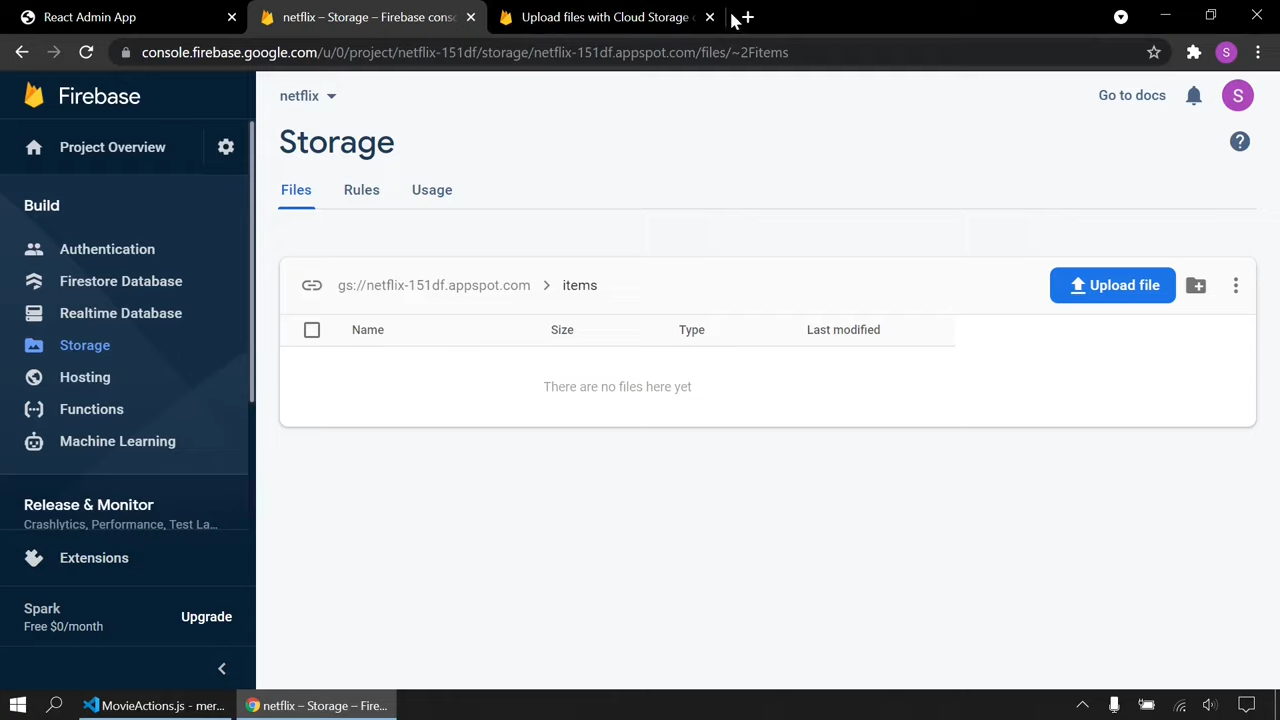 React Admin App
netflix – Storage – Firebase conso
Upload files with Cloud Storage o
console.firebase.google.com/u/0/project/netflix-151df/storage/netflix-151df.appspot.com/files/~2Fitems
S
Firebase
netflix
Go to docs
S
Storage
Project Overview
Files
Rules
Usage
Build
Authentication
Firestore Database
Realtime Database
Storage
Hosting
Functions
Machine Learning
gs://netflix-151df.appspot.com
items
Upload file
Name
Size
Type
Last modified
There are no files here yet
Release & Monitor
Crashlytics, Performance, Test La...
Extensions
Spark
Free $0/month
Upgrade
MovieActions.js - mer...
netflix – Storage – Fire...